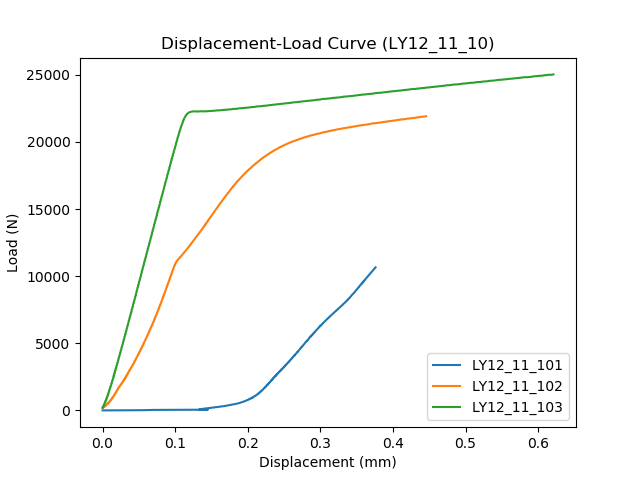 Displacement-Load Curve (LY12_11_10)
Load (N)
25000
20000
15000
10000
5000
0
0.0 0.1 0.2 0.3 0.4 0.5 0.6
Displacement (mm)
LY12_11_101
LY12_11_102
LY12_11_103